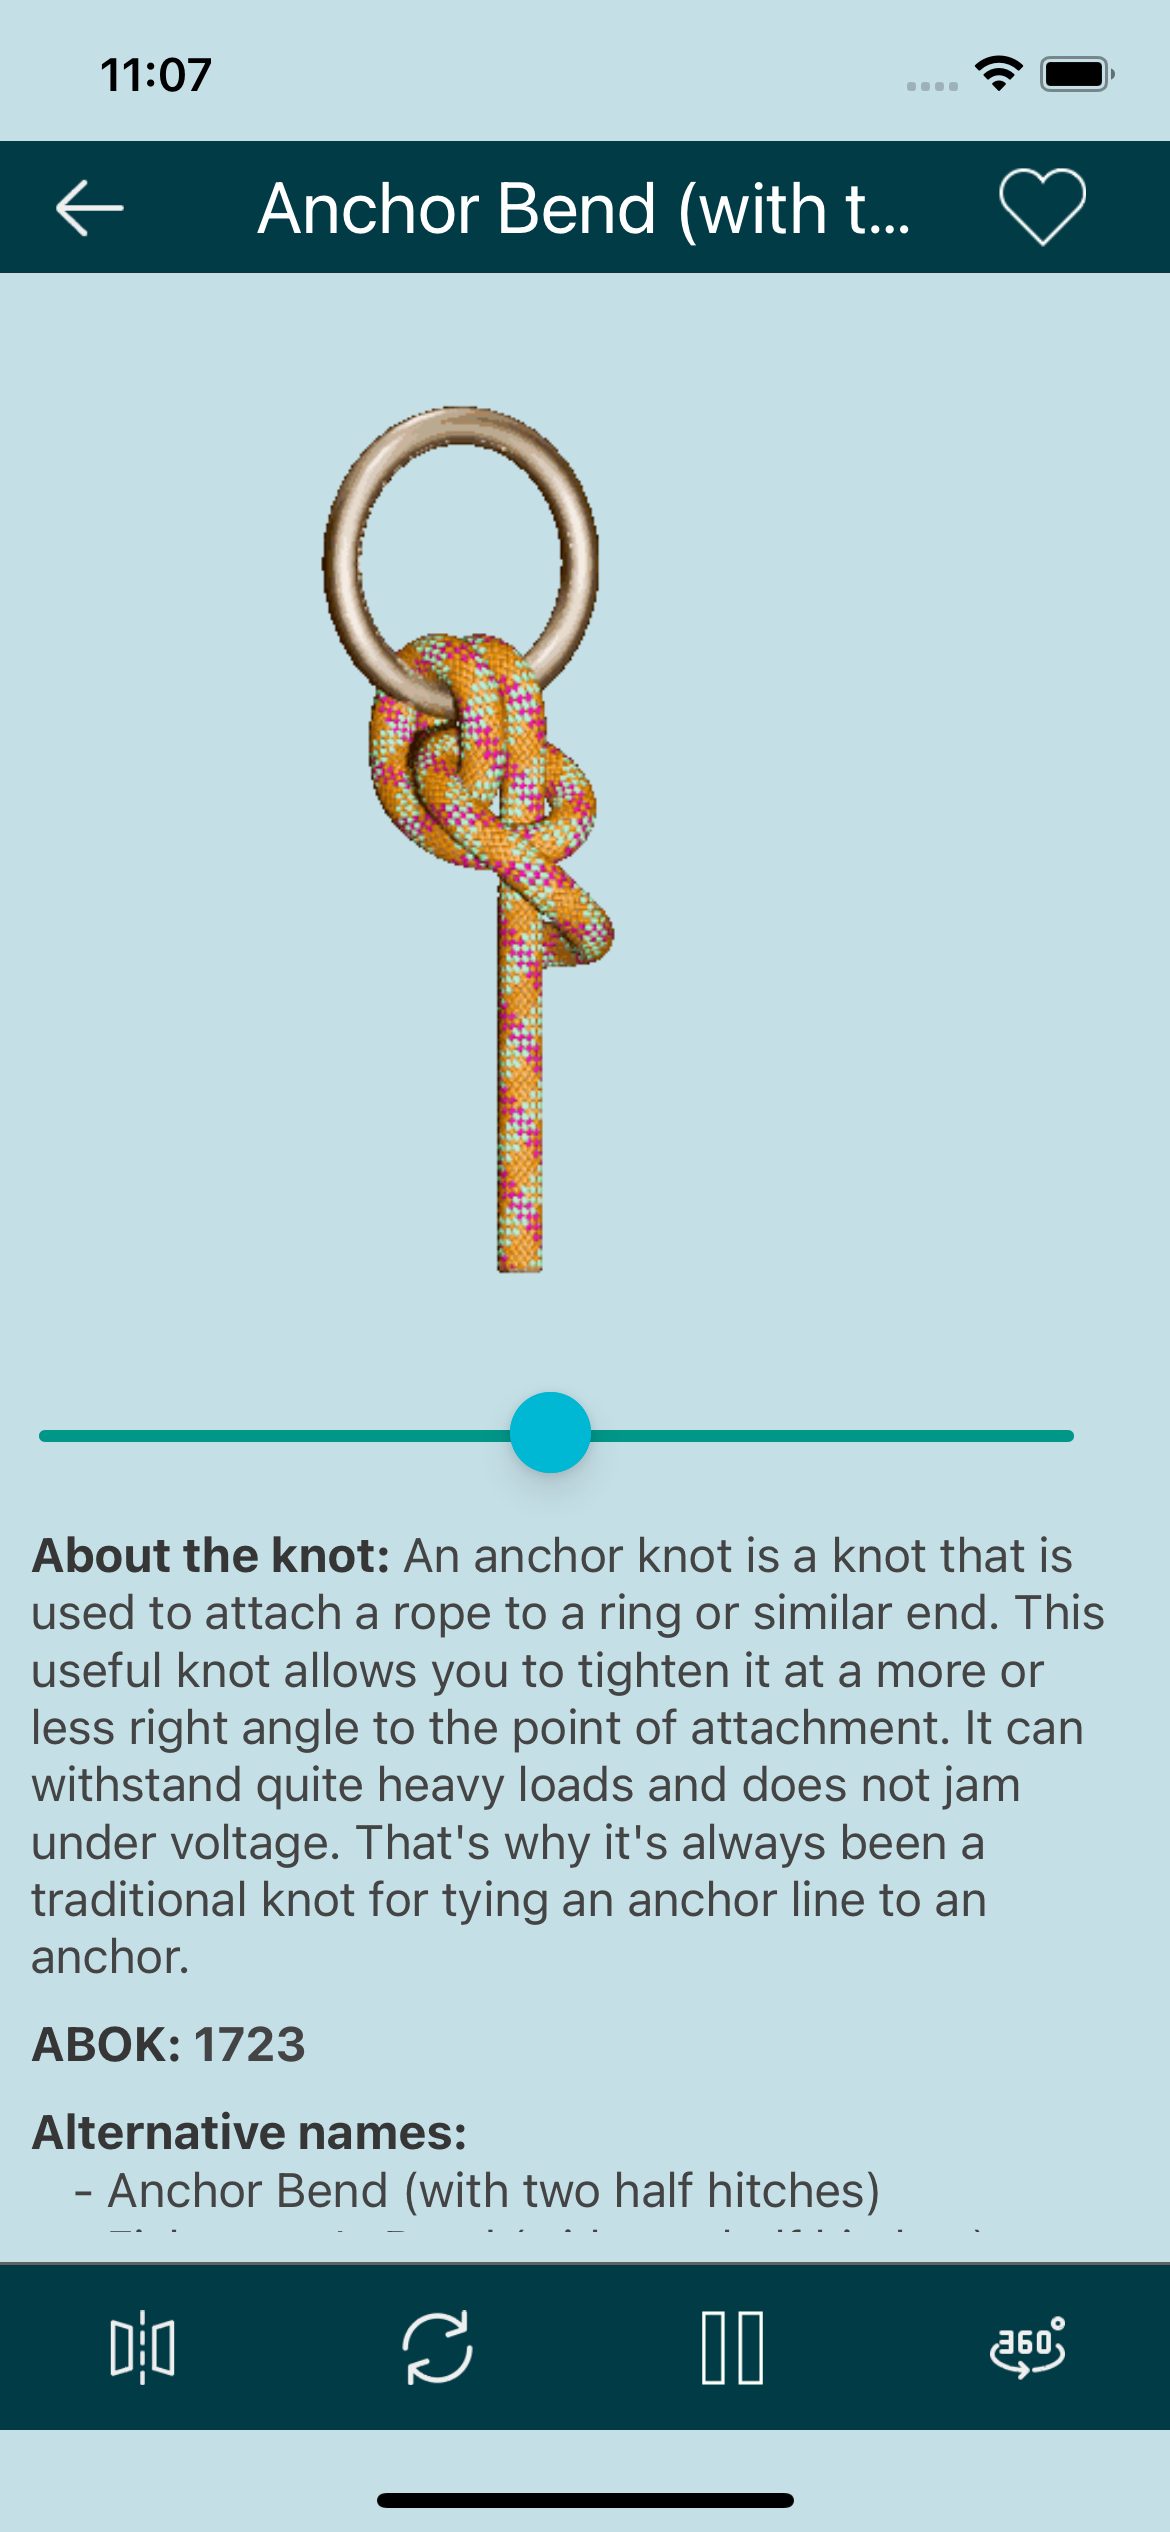 11:07
Anchor Bend (with t...
About the knot: An anchor knot is a knot that is
used to attach a rope to a ring or similar end. This
useful knot allows you to tighten it at a more or
less right angle to the point of attachment. It can
withstand quite heavy loads and does not jam
under voltage. That's why it's always been a
traditional knot for tying an anchor line to an
anchor.
ABOK: 1723
Alternative names:
- Anchor Bend (with two half hitches)
360°